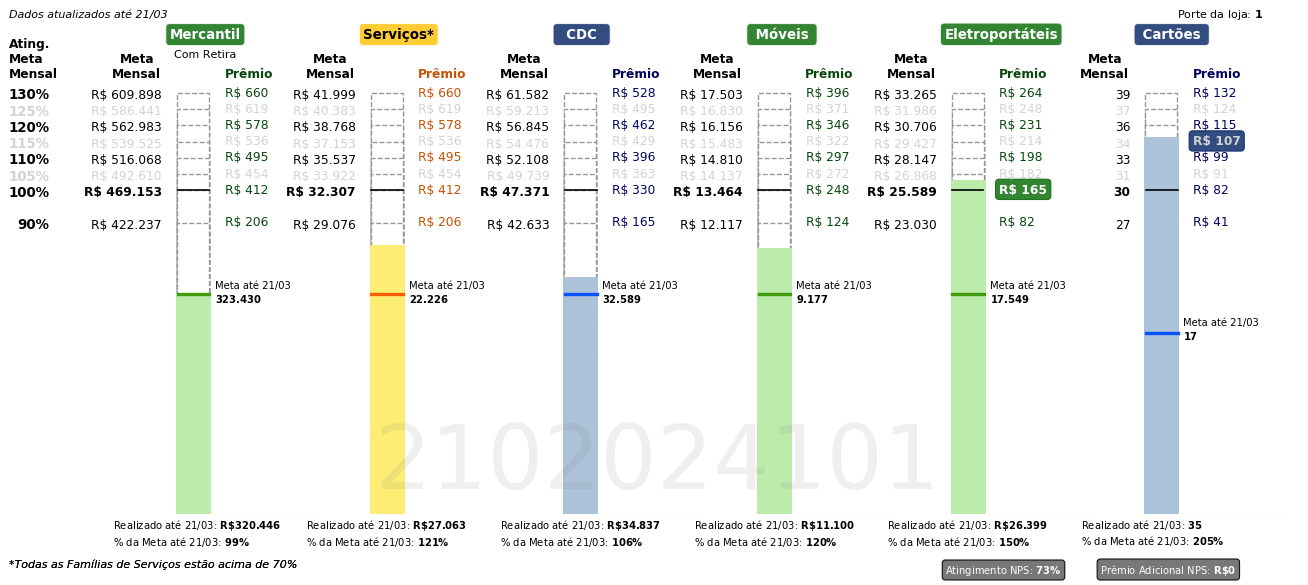 Dados atualizados até 21/03 Porte da loja: 1
Mercantil Serviços* CDC Móveis Eletroportáteis Cartões
Com Retira
Ating. Meta Mensal
Meta Mensal Prêmio Meta Mensal Prêmio Meta Mensal Prêmio Meta Mensal Prêmio Meta Mensal Prêmio Meta Mensal Prêmio
130% R$ 609.898 R$ 660 R$ 41.999 R$ 660 R$ 61.582 R$ 528 R$ 17.503 R$ 396 R$ 33.265 R$ 264 39 R$ 132
125% R$ 586.441 R$ 619 R$ 40.383 R$ 619 R$ 59.213 R$ 495 R$ 16.830 R$ 371 R$ 31.986 R$ 248 37 R$ 124
120% R$ 562.983 R$ 578 R$ 38.768 R$ 578 R$ 56.845 R$ 462 R$ 16.156 R$ 346 R$ 30.706 R$ 231 36 R$ 115
115% R$ 539.525 R$ 536 R$ 37.153 R$ 536 R$ 54.476 R$ 429 R$ 15.483 R$ 322 R$ 29.427 R$ 214 34 R$ 107
110% R$ 516.068 R$ 495 R$ 35.537 R$ 495 R$ 52.108 R$ 396 R$ 14.810 R$ 297 R$ 28.147 R$ 198 33 R$ 99
105% R$ 492.610 R$ 454 R$ 33.922 R$ 454 R$ 49.739 R$ 363 R$ 14.137 R$ 272 R$ 26.868 R$ 182 31 R$ 91
100% R$ 469.153 R$ 412 R$ 32.307 R$ 412 R$ 47.371 R$ 330 R$ 13.464 R$ 248 R$ 25.589 R$ 165 30 R$ 82
90% R$ 422.237 R$ 206 R$ 29.076 R$ 206 R$ 42.633 R$ 165 R$ 12.117 R$ 124 R$ 23.030 R$ 82 27 R$ 41
Meta até 21/03 Meta até 21/03 Meta até 21/03 Meta até 21/03 Meta até 21/03
323.430 22.226 32.589 9.177 17.549
Meta até 21/03
17
2102024101
Realizado até 21/03: R$320.446 Realizado até 21/03: R$27.063 Realizado até 21/03: R$34.837 Realizado até 21/03: R$11.100 Realizado até 21/03: R$26.399 Realizado até 21/03: 35
% da Meta até 21/03: 99% % da Meta até 21/03: 121% % da Meta até 21/03: 106% % da Meta até 21/03: 120% % da Meta até 21/03: 150% % da Meta até 21/03: 205%
*Todas as Famílias de Serviços estão acima de 70% Atingimento NPS: 73% Prêmio Adicional NPS: R$0